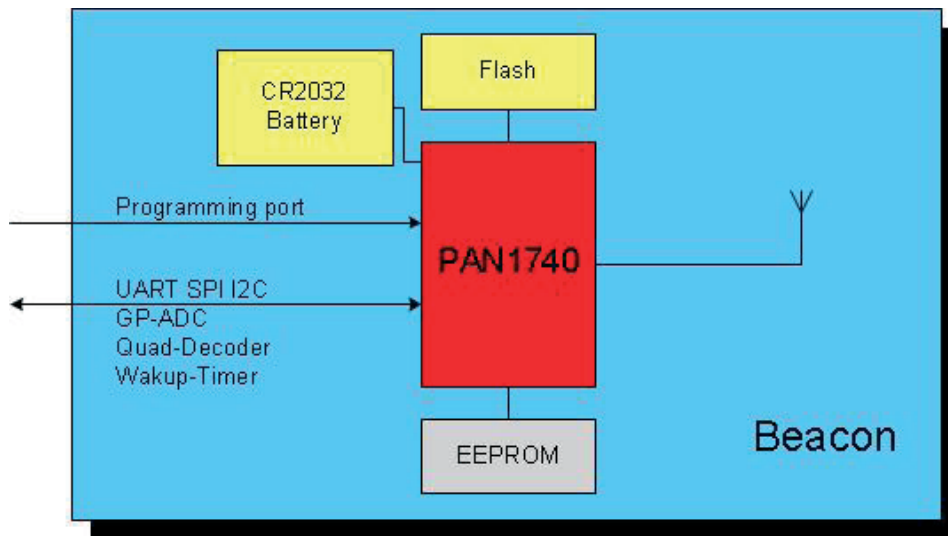 Flash
CR2032
Battery
Programming port
PAN1740
UART SPI I2C
GP-ADC
Quad-Decoder
Wakup-Timer
Beacon
EEPROM